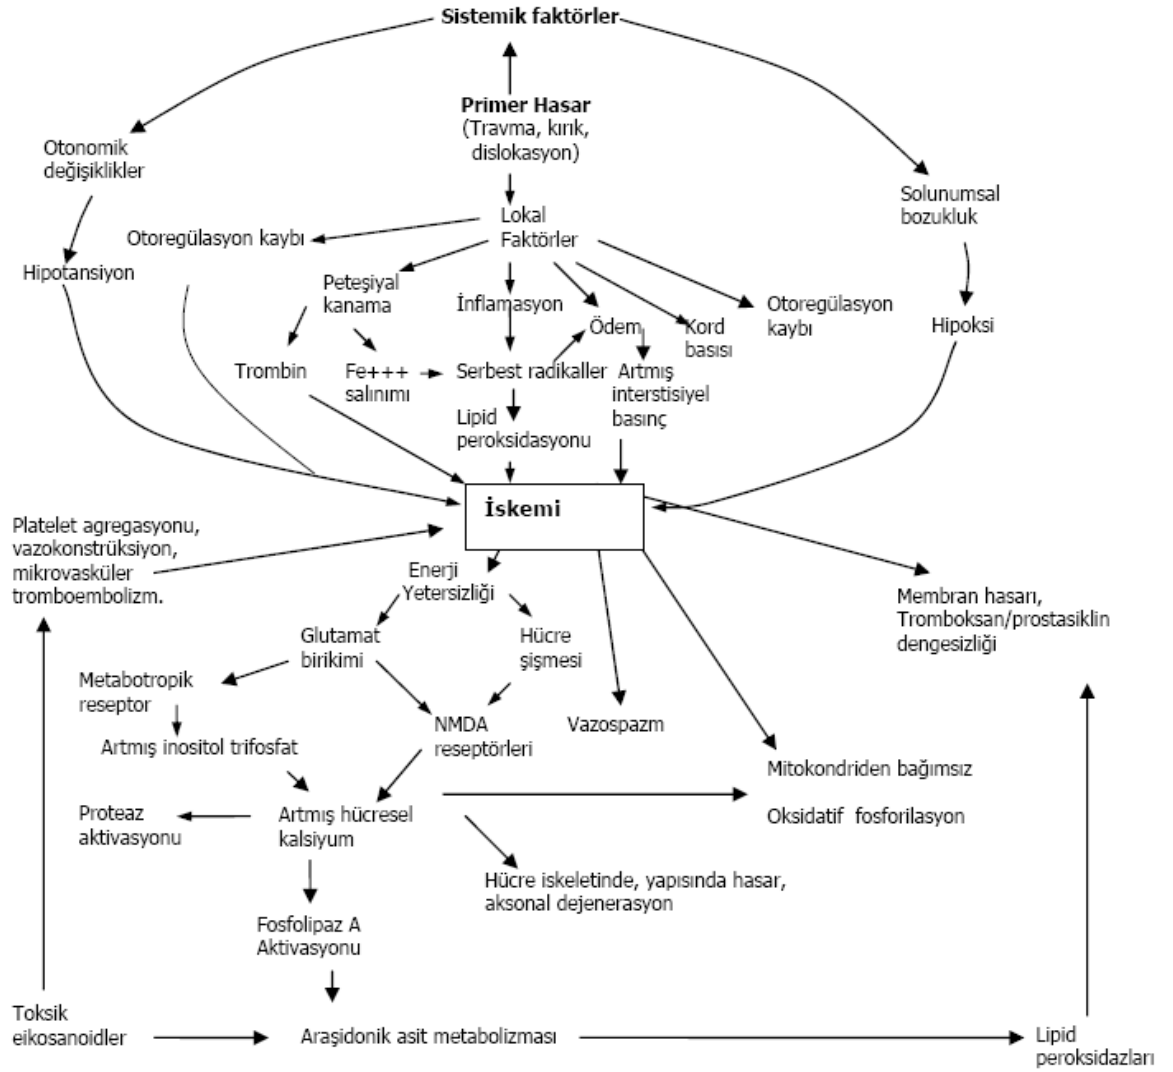 Sistemik faktörler
Primer Hasar
(Travma, kırık,
dislokasyon)
Otonomik
değişiklikler
Solunumsal
bozukluk
Lokal
Faktörler
Otoregülasyon kaybı
Hipotansiyon
Peteşiyal
kanama
İnflamasyon
Ödem
Kord
basısı
Otoregülasyon
kaybı
Hipoksi
Trombin
Fe+++
salınımı
Serbest radikaller
Artmış
interstisiyel
basınç
Lipid
peroksidasyonu
İskemi
Platelet agregasyonu,
vazokonstrüksiyon,
mikrovasküler
tromboembolizm.
Enerji
Yetersizliği
Membran hasarı,
Tromboksan/prostasiklin
dengesizliği
Glutamat
birikimi
Hücre
şişmesi
Metabotropik
reseptor
NMDA
reseptörleri
Vazospazm
Artmış inositol trifosfat
Mitokondriden bağımsız
Oksidatif fosforilasyon
Proteaz
aktivasyonu
Artmış hücresel
kalsiyum
Hücre iskeletinde, yapısında hasar,
aksonal dejenerasyon
Fosfolipaz A
Aktivasyonu
Toksik
eikosanoidler
Araşidonik asit metabolizması
Lipid
peroksidazları